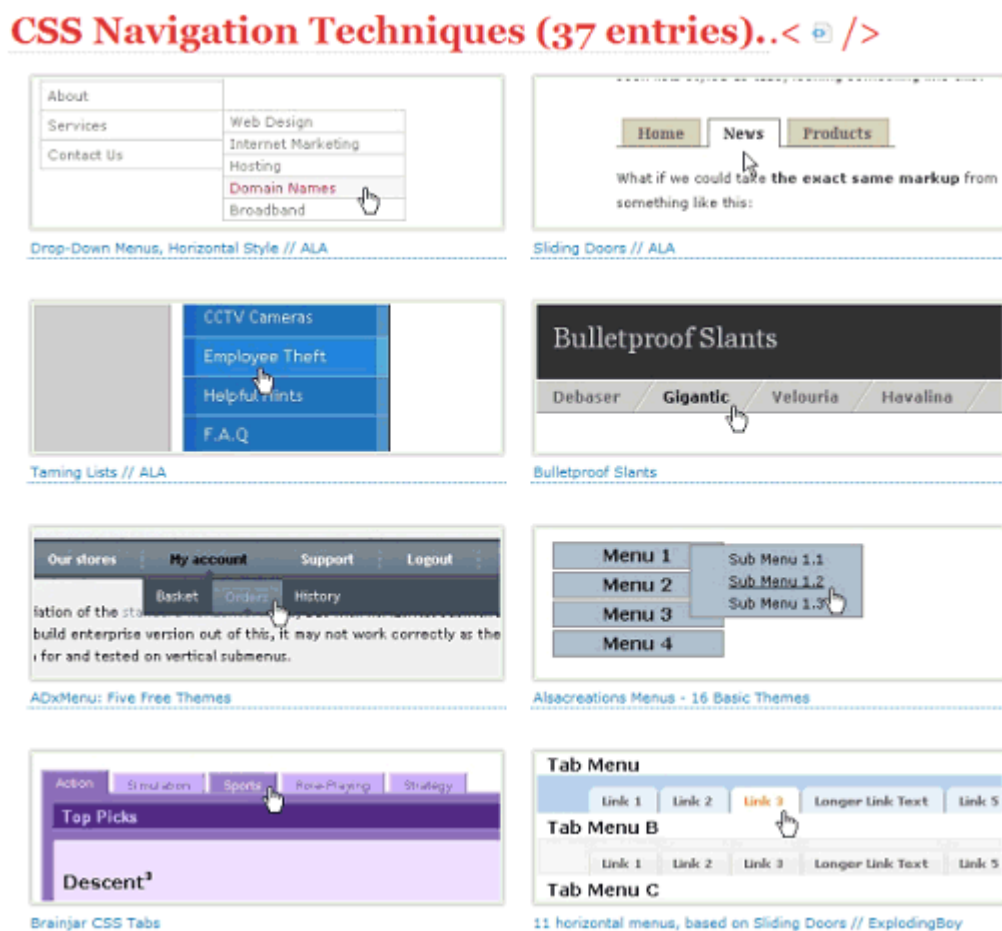 CSS Navigation Techniques (37 entries)..< />
About
Services
Contact Us
Web Design
Internet Marketing
Hosting
Domain Names
Broadband
Drop-Down Menus, Horizontal Style // ALA
Home News Products
What if we could take the exact same markup from
something like this:
Sliding Doors // ALA
CCTV Cameras
Employee Theft
Helpful Hints
F.A.Q
Taming Lists // ALA
Bulletproof Slants
Debaser Gigantic Velouria Havalina
Bulletproof Slants
Our stores My account Support Logout
Basket Orders History
iation of the
build enterprise version out of this, it may not work correctly as the
for and tested on vertical submenus.
ADxMenu: Five Free Themes
Menu 1
Menu 2
Menu 3
Menu 4
Sub Menu 1.1
Sub Menu 1.2
Sub Menu 1.3
Alsacreations Menus - 16 Basic Themes
Action Simulation Sports Role-Playing Strategy
Top Picks
Descent³
Brainjar CSS Tabs
Tab Menu
Link 1 Link 2 Link 3 Longer Link Text Link 5
Tab Menu B
Link 1 Link 2 Link 3 Longer Link Text Link 5
Tab Menu C
11 horizontal menus, based on Sliding Doors // ExplodingBoy